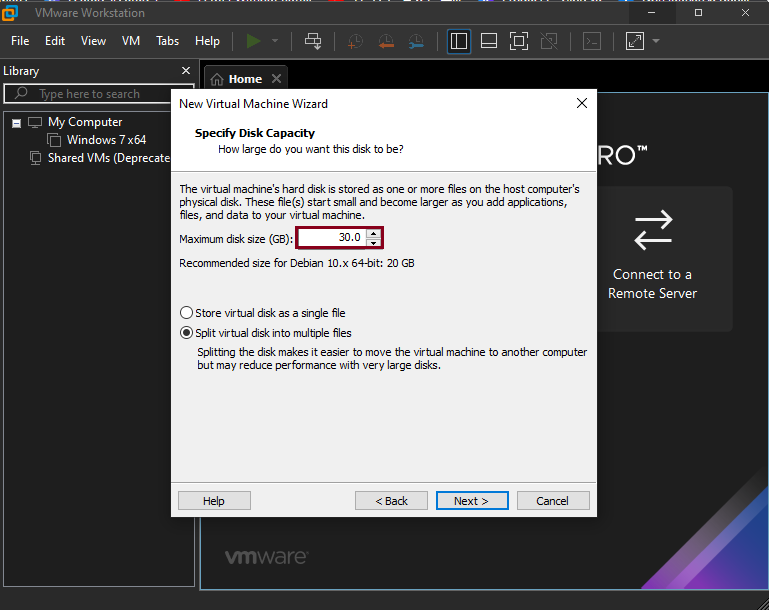 VMware Workstation
File Edit View VM Tabs Help
Library
Home
Type here to search
My Computer
Windows 7 x64
Shared VMs (Deprecate
New Virtual Machine Wizard
Specify Disk Capacity
How large do you want this disk to be?
The virtual machine's hard disk is stored as one or more files on the host computer's
physical disk. These file(s) start small and become larger as you add applications,
files, and data to your virtual machine.
Maximum disk size (GB): 30.0
Recommended size for Debian 10.x 64-bit: 20 GB
Store virtual disk as a single file
Split virtual disk into multiple files
Splitting the disk makes it easier to move the virtual machine to another computer
but may reduce performance with very large disks.
Help
< Back
Next >
Cancel
RO™
Connect to a
Remote Server
vmware®